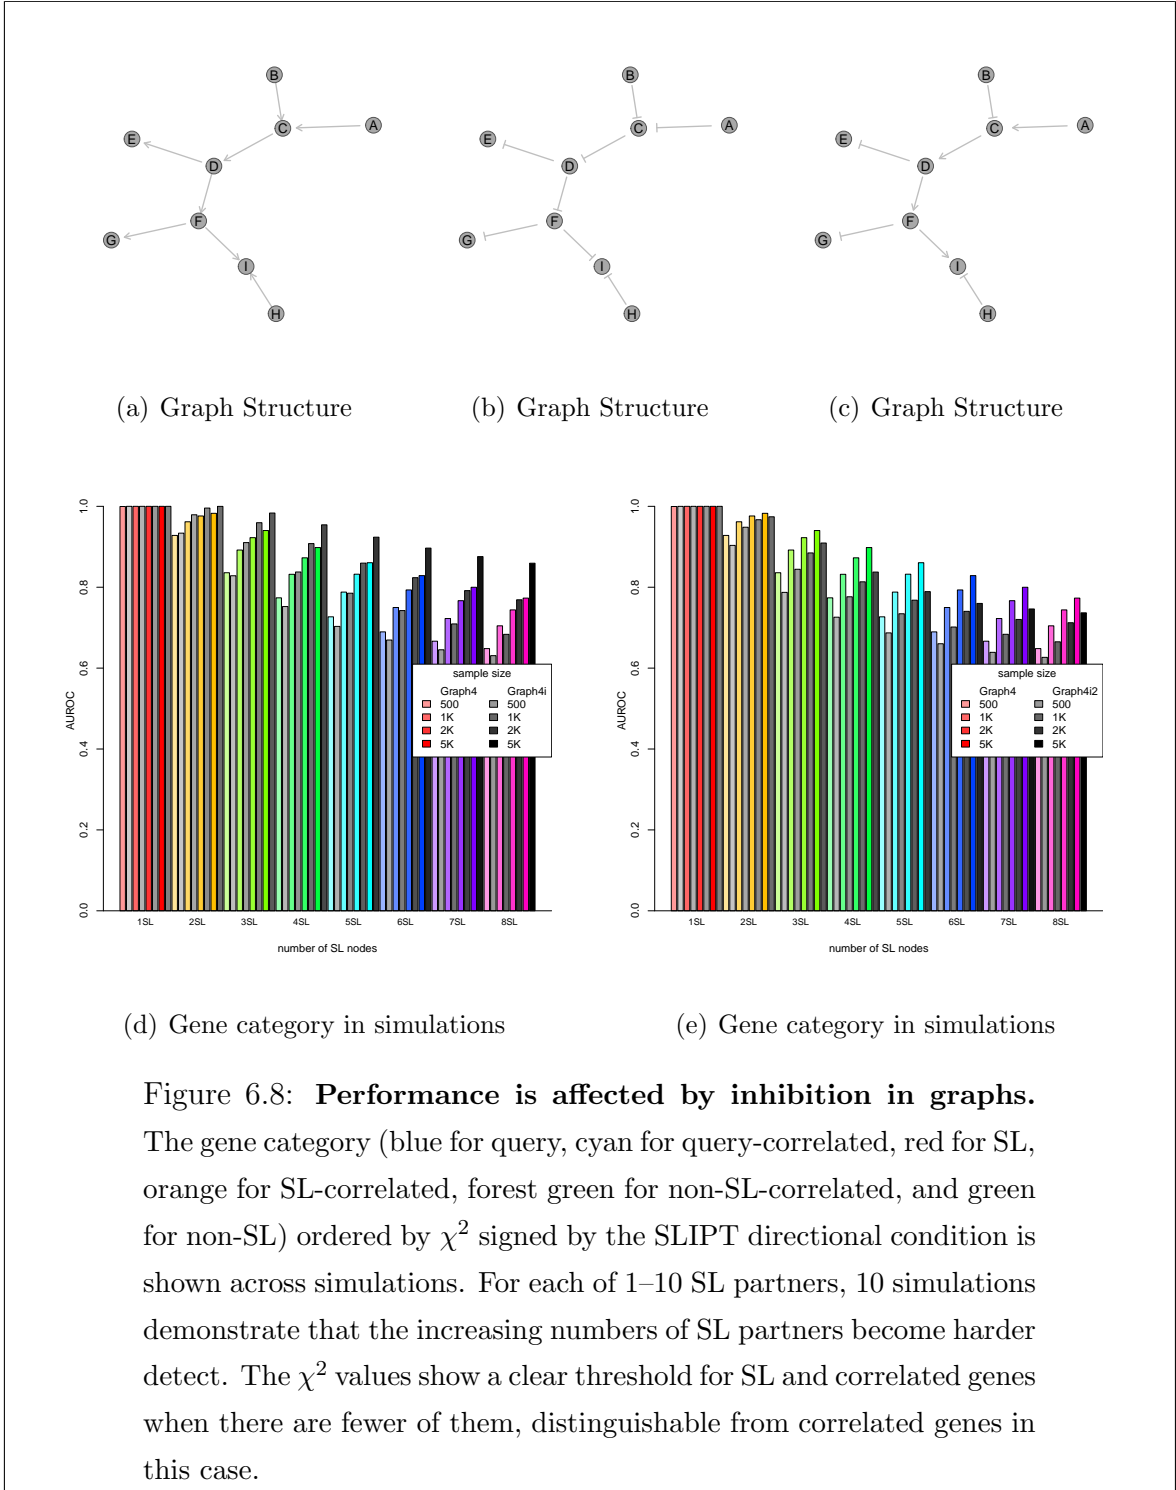 B
B
B
E
C
A
E
C
A
E
C
A
D
D
D
F
F
F
G
G
G
I
I
I
H
H
H
(a) Graph Structure
(b) Graph Structure
(c) Graph Structure
1.0
0.8
0.6
0.4
0.2
0.0
AUROC
sample size
Graph4 Graph4i
500 500
1K 1K
2K 2K
5K 5K
1SL 2SL 3SL 4SL 5SL 6SL 7SL 8SL
number of SL nodes
1.0
0.8
0.6
0.4
0.2
0.0
AUROC
sample size
Graph4 Graph4i2
500 500
1K 1K
2K 2K
5K 5K
1SL 2SL 3SL 4SL 5SL 6SL 7SL 8SL
number of SL nodes
(d) Gene category in simulations
(e) Gene category in simulations
Figure 6.8: Performance is affected by inhibition in graphs.
The gene category (blue for query, cyan for query-correlated, red for SL,
orange for SL-correlated, forest green for non-SL-correlated, and green
for non-SL) ordered by χ² signed by the SLIPT directional condition is
shown across simulations. For each of 1–10 SL partners, 10 simulations
demonstrate that the increasing numbers of SL partners become harder
detect. The χ² values show a clear threshold for SL and correlated genes
when there are fewer of them, distinguishable from correlated genes in
this case.